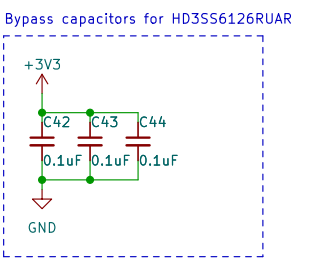 Bypass capacitors for HD3SS6126RUAR
+3V3
C42 C43 C44
0.1uF 0.1uF 0.1uF
GND